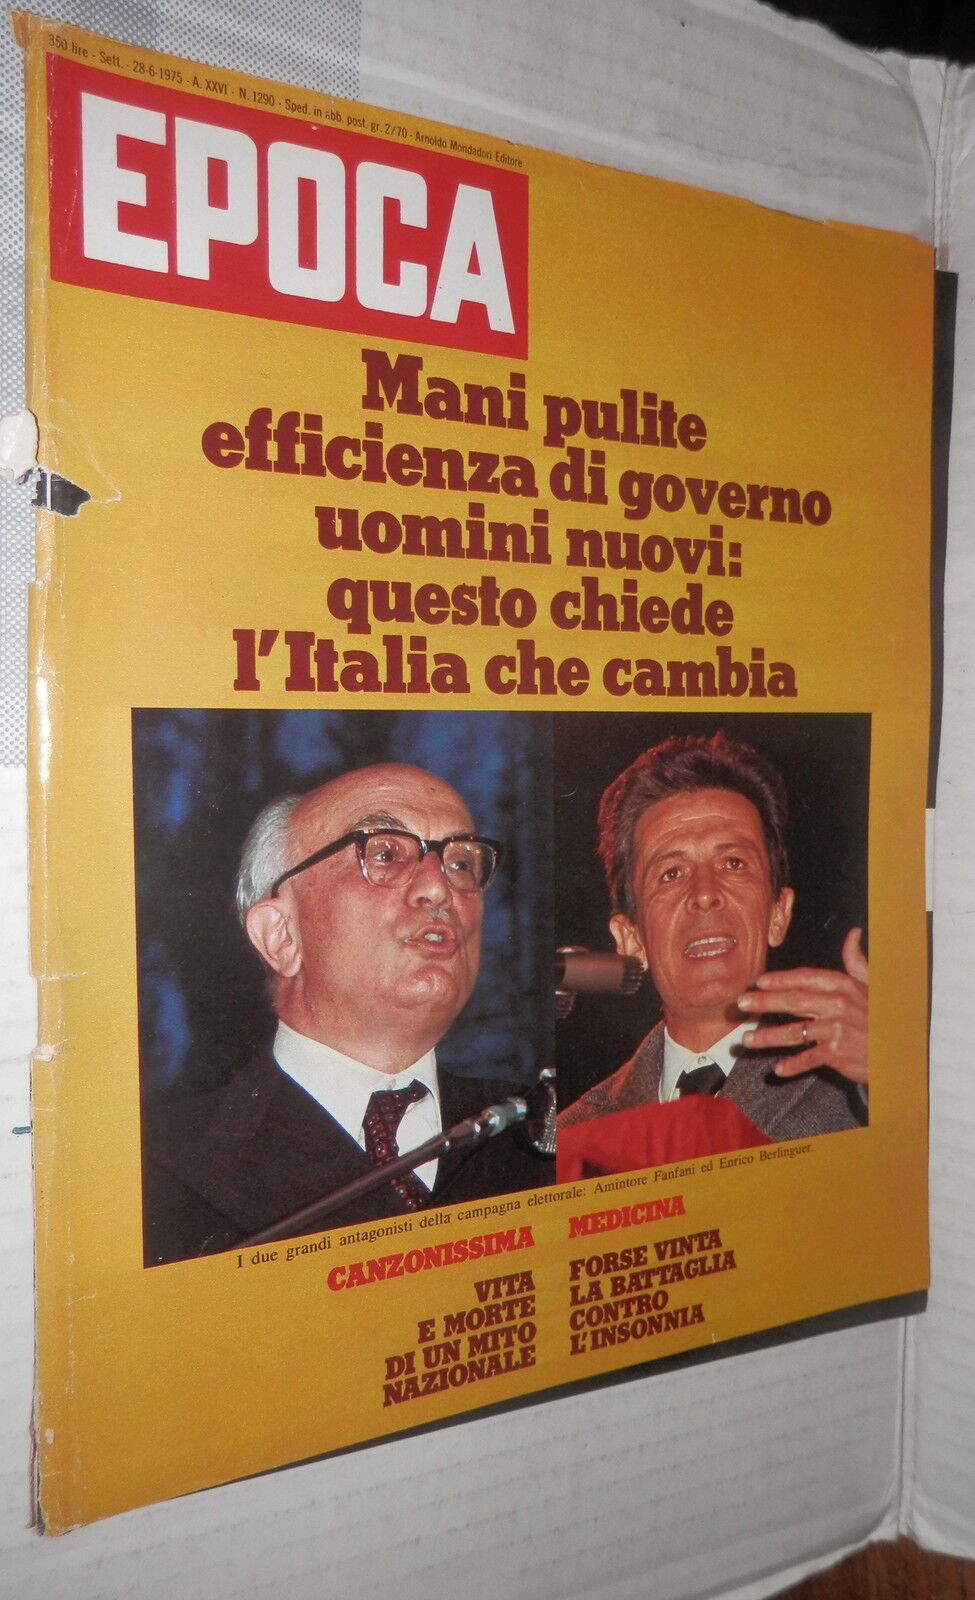 350 lire - Sett. - 28-6-1975 - A. XXVI - N. 1290 - Sped. in abb. post. gr. 2/70 - Arnoldo Mondadori Editore
EPOCA
Mani pulite
efficienza di governo
uomini nuovi:
questo chiede
l'Italia che cambia
I due grandi antagonisti della campagna elettorale: Amintore Fanfani ed Enrico Berlinguer.
CANZONISSIMA
VITA
E MORTE
DI UN MITO
NAZIONALE
MEDICINA
FORSE VINTA
LA BATTAGLIA
CONTRO
L'INSONNIA